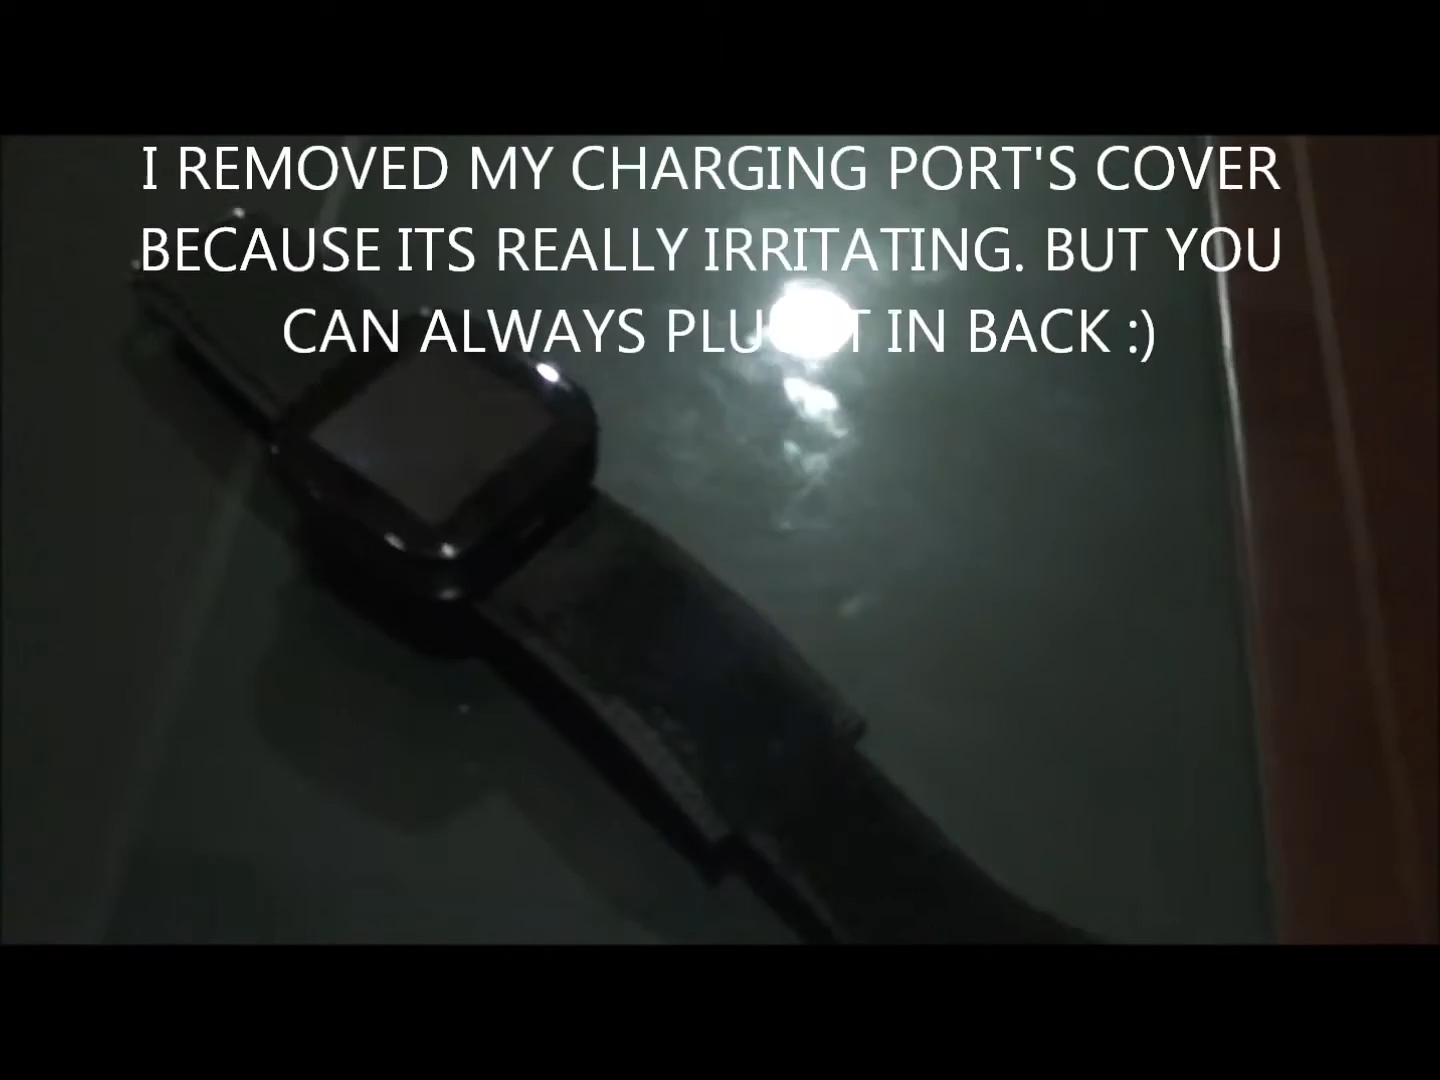 I REMOVED MY CHARGING PORT'S COVER
BECAUSE ITS REALLY IRRITATING. BUT YOU
CAN ALWAYS IN BACK :)